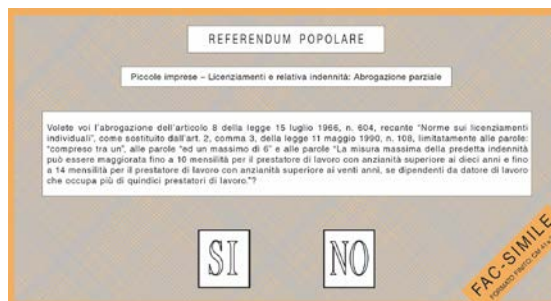 REFERENDUM POPOLARE
Piccole imprese – Licenziamenti e relativa indennità: Abrogazione parziale
Volete voi l'abrogazione dell'articolo 8 della legge 15 luglio 1966, n. 604, recante "Norme sui licenziamenti
individuali", come sostituito dall'art. 2, comma 3, della legge 11 maggio 1990, n. 108, limitatamente alle parole:
"compreso tra un", alle parole "ed un massimo di 6" e alle parole "La misura massima della predetta indennità
può essere maggiorata fino a 10 mensilità per il prestatore di lavoro con anzianità superiore ai dieci anni e fino
a 14 mensilità per il prestatore di lavoro con anzianità superiore ai venti anni, se dipendenti da datore di lavoro
che occupa più di quindici prestatori di lavoro."?
SI NO
FAC-SIMILE
FORMATO FINITO: CM